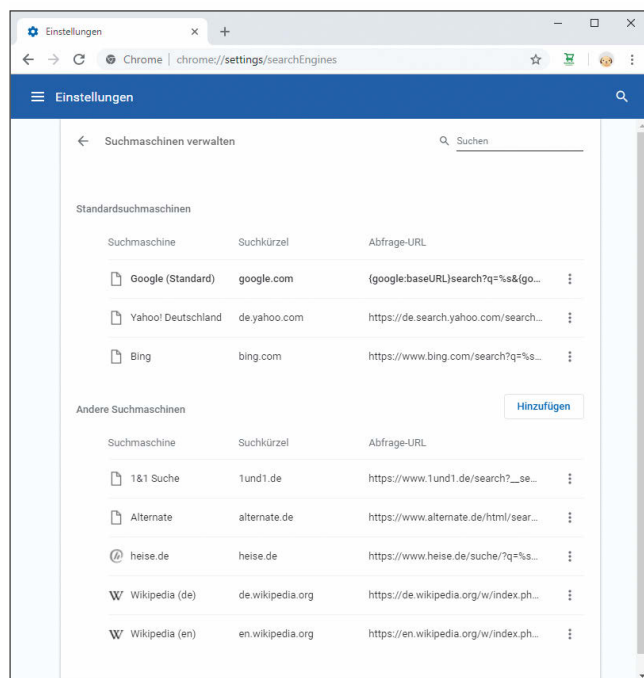 Einstellungen
Chrome | chrome://settings/searchEngines
Einstellungen
Suchmaschinen verwalten
Suchen
Standardsuchmaschinen
Suchmaschine Suchkürzel Abfrage-URL
Google (Standard) google.com {google:baseURL}search?q=%s&{go...
Yahoo! Deutschland de.yahoo.com https://de.search.yahoo.com/search...
Bing bing.com https://www.bing.com/search?q=%s...
Andere Suchmaschinen
Hinzufügen
Suchmaschine Suchkürzel Abfrage-URL
1&1 Suche 1und1.de https://www.1und1.de/search?__se...
Alternate alternate.de https://www.alternate.de/html/sear...
heise.de heise.de https://www.heise.de/suche/?q=%s...
W Wikipedia (de) de.wikipedia.org https://de.wikipedia.org/w/index.ph...
W Wikipedia (en) en.wikipedia.org https://en.wikipedia.org/w/index.ph...